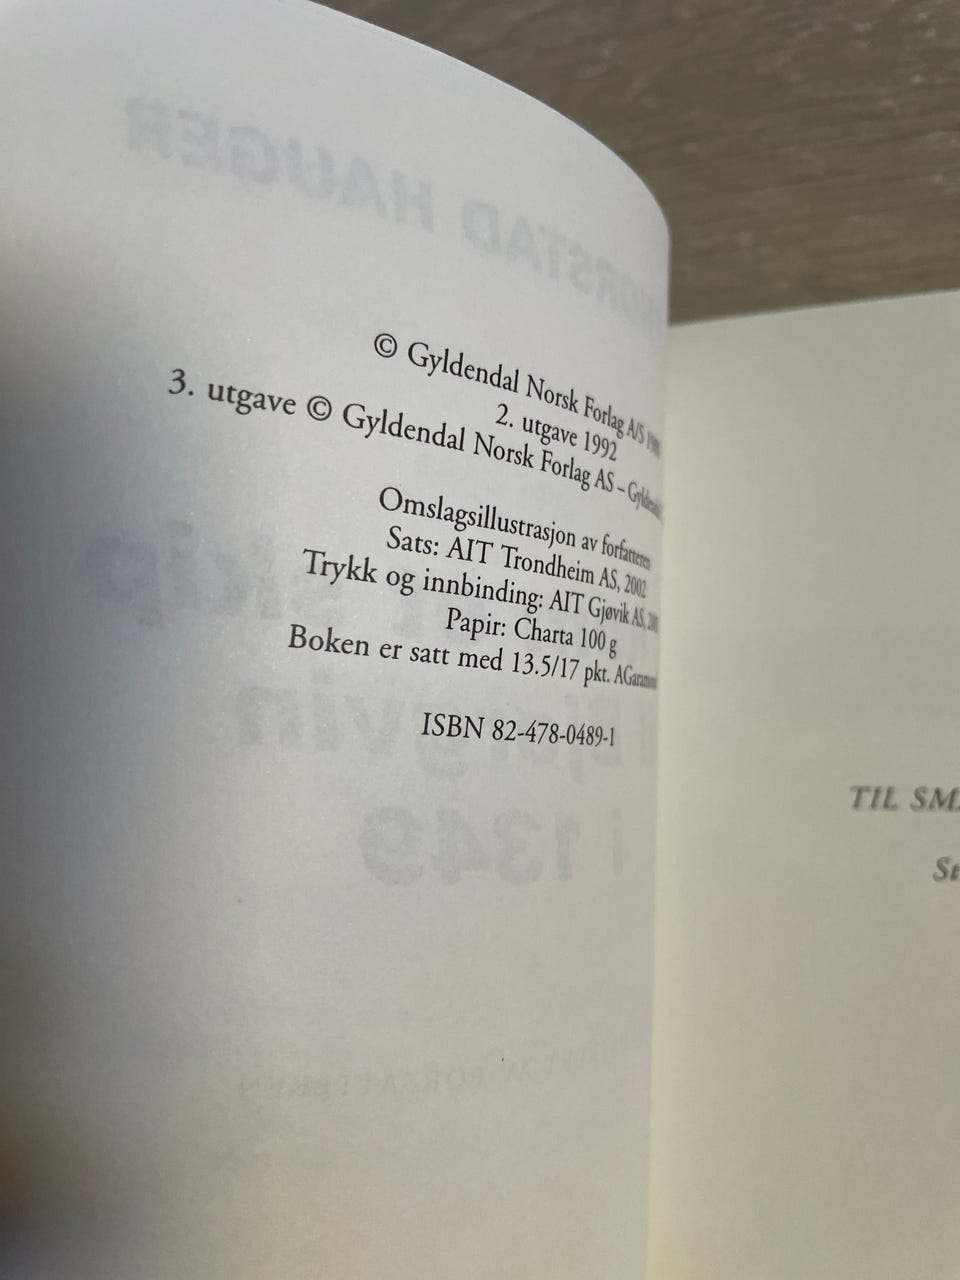 © Gyldendal Norsk Forlag A/S
2. utgave 1992
3. utgave © Gyldendal Norsk Forlag AS –
Omslagsillustrasjon av forfatteren
Sats: AIT Trondheim AS, 2002
Trykk og innbinding: AIT Gjøvik AS,
Papir: Charta 100 g
Boken er satt med 13.5/17 pkt.
ISBN 82-478-0489-1
TIL
HAUGER
i 1349